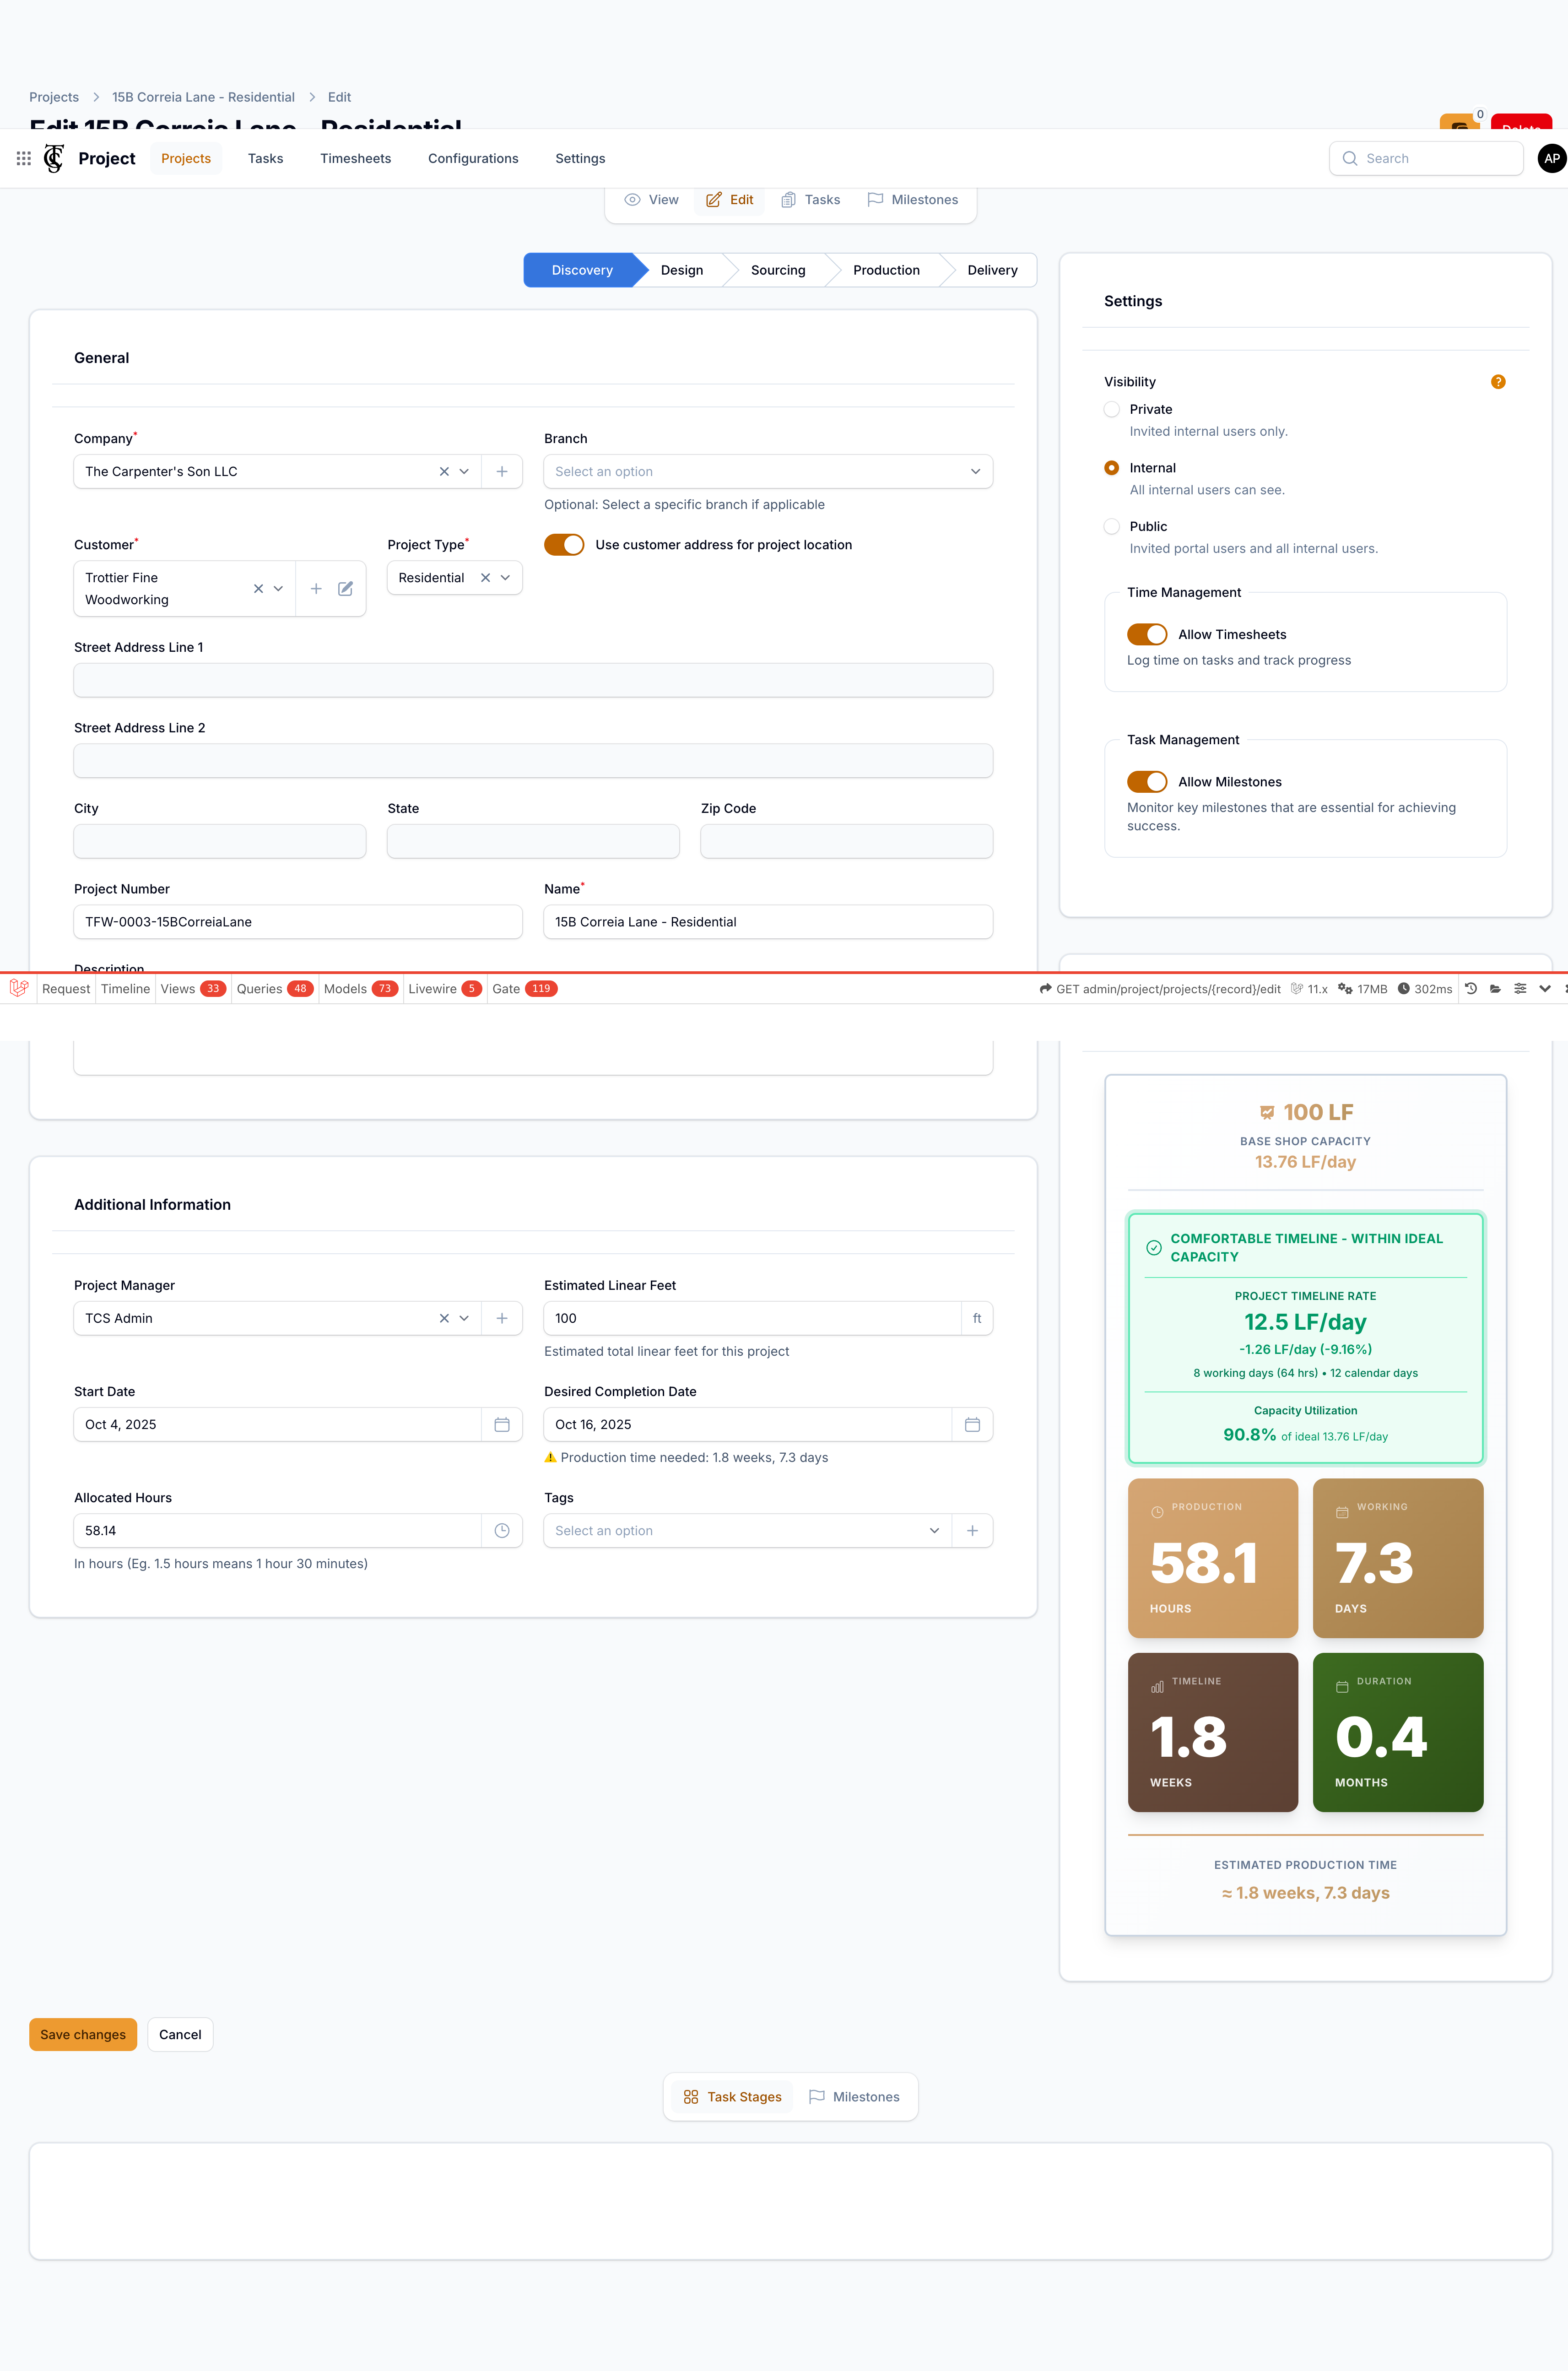 Projects
15B Correia Lane - Residential
Edit
Edit 15B Correia Lane - Residential
0
Delete
Project
Projects
Tasks
Timesheets
Configurations
Settings
Search
AP
View
Edit
Tasks
Milestones
Discovery
Design
Sourcing
Production
Delivery
General
Company*
The Carpenter's Son LLC
Branch
Select an option
Optional: Select a specific branch if applicable
Customer*
Trottier Fine
Woodworking
Project Type*
Residential
Use customer address for project location
Street Address Line 1
Street Address Line 2
City
State
Zip Code
Project Number
TFW-0003-15BCorreiaLane
Name*
15B Correia Lane - Residential
Description
Settings
Visibility
?
Private
Invited internal users only.
Internal
All internal users can see.
Public
Invited portal users and all internal users.
Time Management
Allow Timesheets
Log time on tasks and track progress
Task Management
Allow Milestones
Monitor key milestones that are essential for achieving
success.
Request
Timeline
Views 33
Queries 48
Models 73
Livewire 5
Gate 119
GET admin/project/projects/{record}/edit
11.x
17MB
302ms
100 LF
BASE SHOP CAPACITY
13.76 LF/day
COMFORTABLE TIMELINE - WITHIN IDEAL
CAPACITY
PROJECT TIMELINE RATE
12.5 LF/day
-1.26 LF/day (-9.16%)
8 working days (64 hrs) • 12 calendar days
Capacity Utilization
90.8% of ideal 13.76 LF/day
PRODUCTION
58.1
HOURS
WORKING
7.3
DAYS
TIMELINE
1.8
WEEKS
DURATION
0.4
MONTHS
ESTIMATED PRODUCTION TIME
≈ 1.8 weeks, 7.3 days
Additional Information
Project Manager
TCS Admin
Estimated Linear Feet
100
ft
Estimated total linear feet for this project
Start Date
Oct 4, 2025
Desired Completion Date
Oct 16, 2025
⚠️ Production time needed: 1.8 weeks, 7.3 days
Allocated Hours
58.14
In hours (Eg. 1.5 hours means 1 hour 30 minutes)
Tags
Select an option
Save changes
Cancel
Task Stages
Milestones